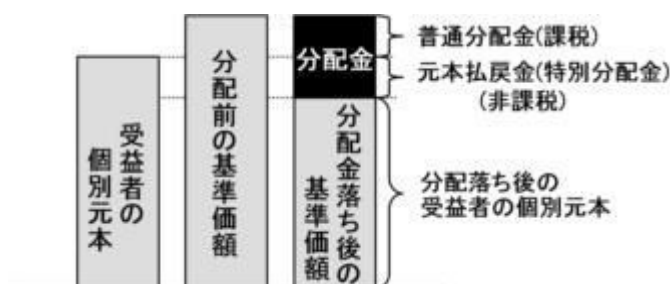 受益者の
個別元本
分配前の基準価額
分配金
分配金落ち後の
基準価額
普通分配金(課税)
元本払戻金(特別分配金)
(非課税)
分配落ち後の
受益者の個別元本